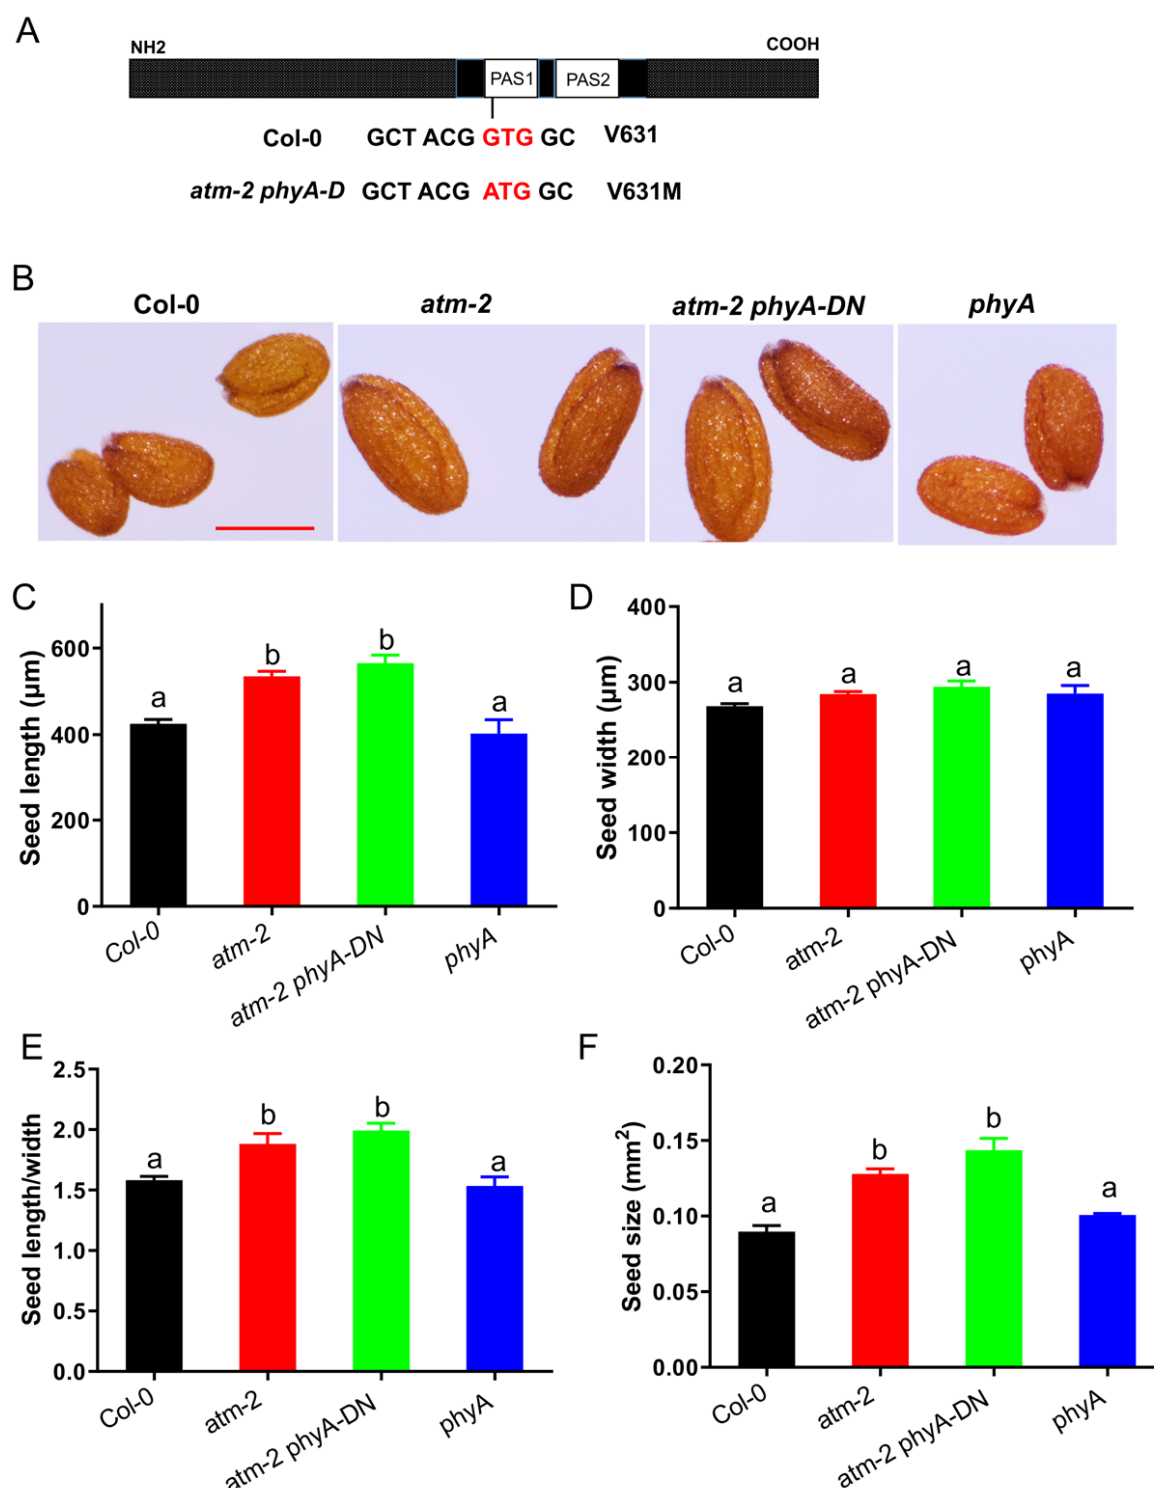 A
NH2
COOH
PAS1
PAS2
Col-0 GCT ACG GTG GC V631
atm-2 phyA-D GCT ACG ATG GC V631M
B
Col-0
atm-2
atm-2 phyA-DN
phyA
C
Seed length (µm)
600
400
200
0
a
b
b
a
Col-0
atm-2
atm-2 phyA-DN
phyA
D
Seed width (µm)
400
300
200
100
0
a
a
a
a
Col-0
atm-2
atm-2 phyA-DN
phyA
E
Seed length/width
2.5
2.0
1.5
1.0
0.5
0.0
a
b
b
a
Col-0
atm-2
atm-2 phyA-DN
phyA
F
Seed size (mm²)
0.20
0.15
0.10
0.05
0.00
a
b
b
a
Col-0
atm-2
atm-2 phyA-DN
phyA